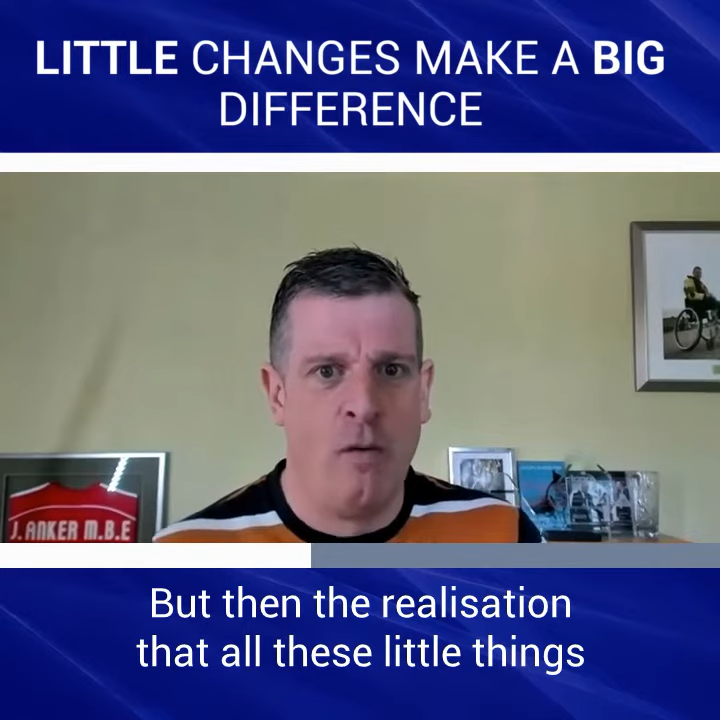 LITTLE CHANGES MAKE A BIG
DIFFERENCE
J. ANKER M.B.E
But then the realisation
that all these little things